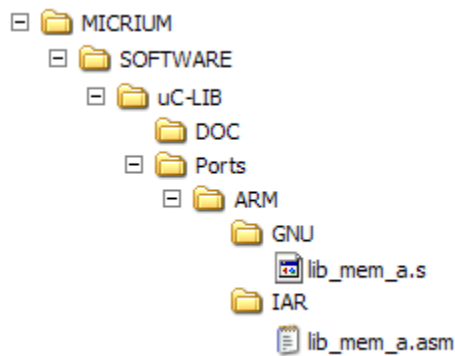 MICRIUM
SOFTWARE
uC-LIB
DOC
Ports
ARM
GNU
lib_mem_a.s
IAR
lib_mem_a.asm